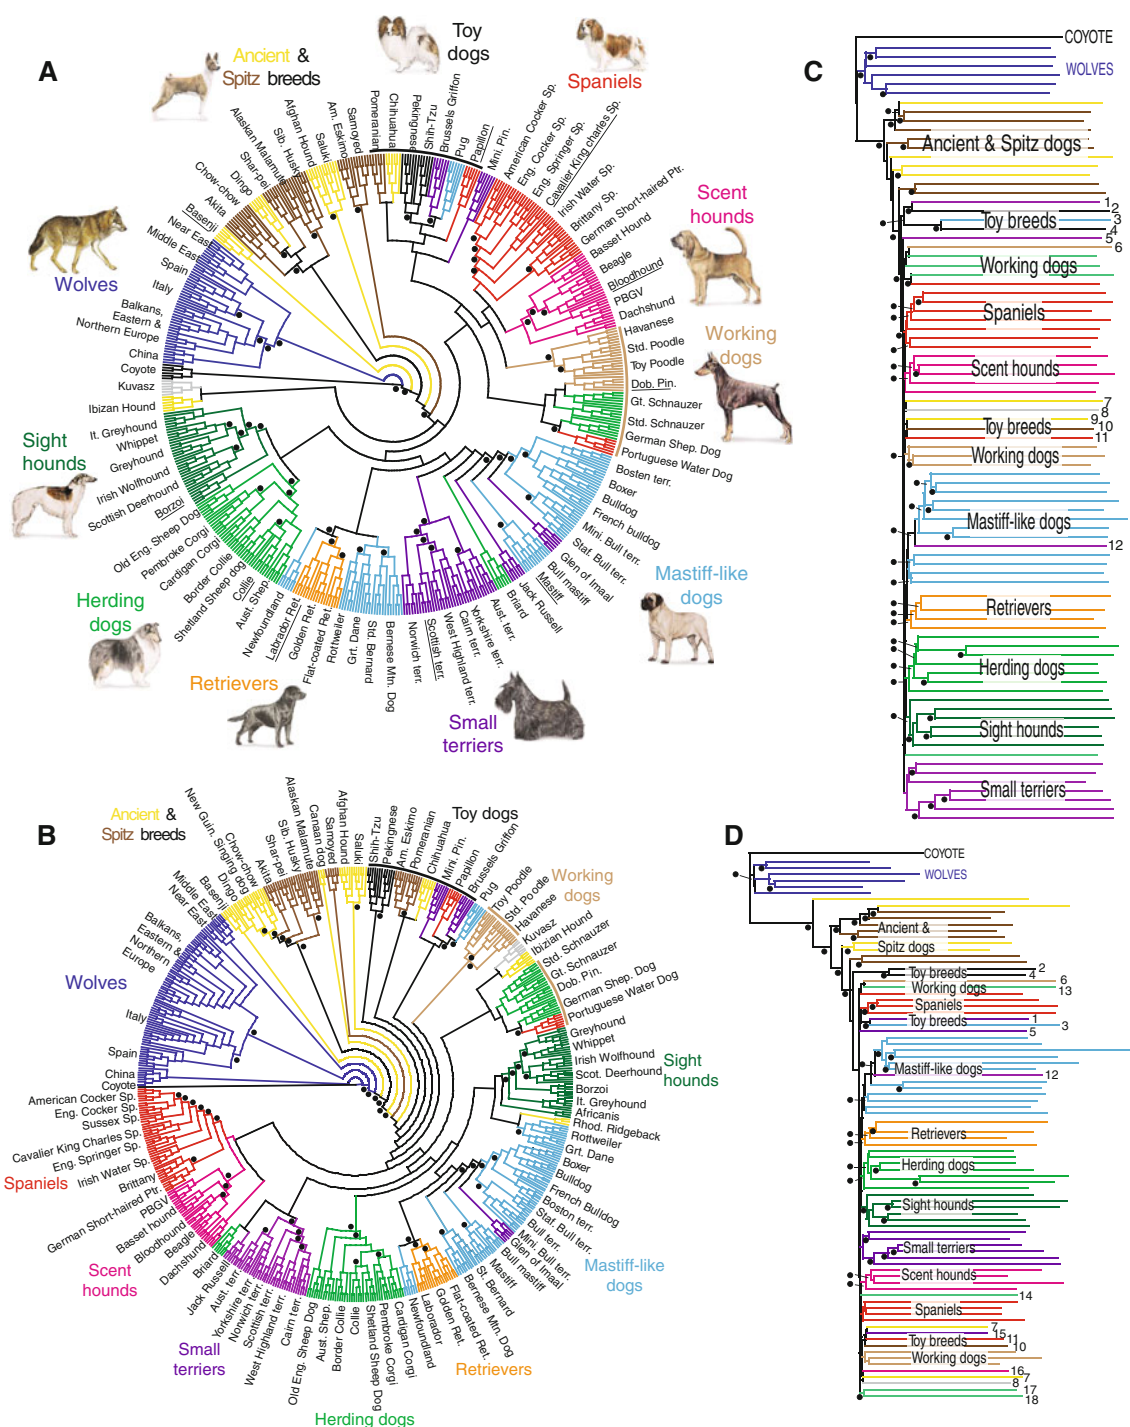 A
Ancient &
Spitz breeds
Toy
dogs
Spaniels
Scent
hounds
Working
dogs
Mastiff-like
dogs
Small
terriers
Retrievers
Herding
dogs
Sight
hounds
Wolves
Coyote
China
Balkans,
Eastern &
Northern Europe
Italy
Spain
Middle East
Near East
Basenji
Akita
Chow-chow
Dingo
Shar-pei
Alaskan Malamute
Sib. Husky
Afghan Hound
Saluki
Am. Eskimo
Samoyed
Pomeranian
Chihuahua
Pekingnese
Shih-Tzu
Brussels Griffon
Pug
Papillon
Mini. Pin.
American Cocker Sp.
Eng. Cocker Sp.
Eng. Springer Sp.
Cavalier King charles Sp.
Irish Water Sp.
Brittany Sp.
German Short-haired Ptr.
Basset Hound
Beagle
Bloodhound
PBGV
Dachshund
Havanese
Std. Poodle
Toy Poodle
Dob. Pin.
Gt. Schnauzer
Std. Schnauzer
German Shep. Dog
Portuguese Water Dog
Bosten terr.
Boxer
Bulldog
French bulldog
Mini. Bull terr.
Staf. Bull terr.
Glen of Imaal
Bull mastiff
Mastiff
Jack Russell
Briard
Aust. terr.
Yorkshire terr.
Cairn terr.
West Highland terr.
Scottish terr.
Norwich terr.
Bernese Mtn. Dog
Std. Bernard
Grt. Dane
Rottweiler
Flat-coated Ret.
Golden Ret.
Labrador Ret.
Newfoundland
Aust. Shep.
Collie
Shetland Sheep dog
Border Collie
Cardigan Corgi
Pembroke Corgi
Old Eng. Sheep Dog
Borzoi
Scottish Deerhound
Irish Wolfhound
Greyhound
Whippet
It. Greyhound
Ibizan Hound
Kuvasz
B
Ancient &
Spitz breeds
Toy dogs
Working
dogs
Sight
hounds
Mastiff-like
dogs
Retrievers
Herding dogs
Small
terriers
Scent
hounds
Spaniels
Wolves
Coyote
China
Spain
Italy
Balkans,
Eastern &
Northern
Europe
Near East
Middle East
Basenji
Dingo
New Guin. Singing dog
Chow-chow
Akita
Shar-pei
Sib. Husky
Alaskan Malamute
Canaan dog
Samoyed
Afghan Hound
Saluki
Shih-Tzu
Pekingnese
Am. Eskimo
Pomeranian
Chihuahua
Mini. Pin.
Papillon
Brussels Griffon
Pug
Toy Poodle
Std. Poodle
Havanese
Kuvasz
Ibizian Hound
Std. Schnauzer
Gt. Schnauzer
Dob. Pin.
German Shep. Dog
Portuguese Water Dog
Greyhound
Whippet
Irish Wolfhound
Scot. Deerhound
Borzoi
It. Greyhound
Africanis
Rhod. Ridgeback
Rottweiler
Grt. Dane
Boxer
Bulldog
French Bulldog
Boston terr.
Staf. Bull terr.
Bull terr.
Min. Bull terr.
Glen of Imaal
Bull mastiff
Mastiff
St. Bernard
Bernese Mtn. Dog
Flat-coated Ret.
Golden Ret.
Laborador
Newfoundland
Cardigan Corgi
Pembroke Corgi
Shetland Sheep Dog
Collie
Border Collie
Aust. Shep.
Old Eng. Sheep Dog
Cairn terr.
West Highland terr.
Scottish terr.
Norwich terr.
Yorkshire terr.
Aust. terr.
Jack Russell
Briard
Dachshund
Beagle
Bloodhound
Basset hound
PBGV
German Short-haired Ptr.
Brittany
Irish Water Sp.
Eng. Springer Sp.
Cavalier King Charles Sp.
Sussex Sp.
Eng. Cocker Sp.
American Cocker Sp.
C
COYOTE
WOLVES
Ancient & Spitz dogs
1
2
Toy breeds
3
4
5
6
Working dogs
Spaniels
Scent hounds
7
8
9
Toy breeds
10
11
Working dogs
Mastiff-like dogs
12
Retrievers
Herding dogs
Sight hounds
Small terriers
D
COYOTE
WOLVES
Ancient &
Spitz dogs
Toy breeds
2
4
6
Working dogs
13
Spaniels
Toy breeds
1
3
5
Mastiff-like dogs
12
Retrievers
Herding dogs
Sight hounds
Small terriers
Scent hounds
14
Spaniels
7
15
Toy breeds
11
10
Working dogs
16
7
8
17
18